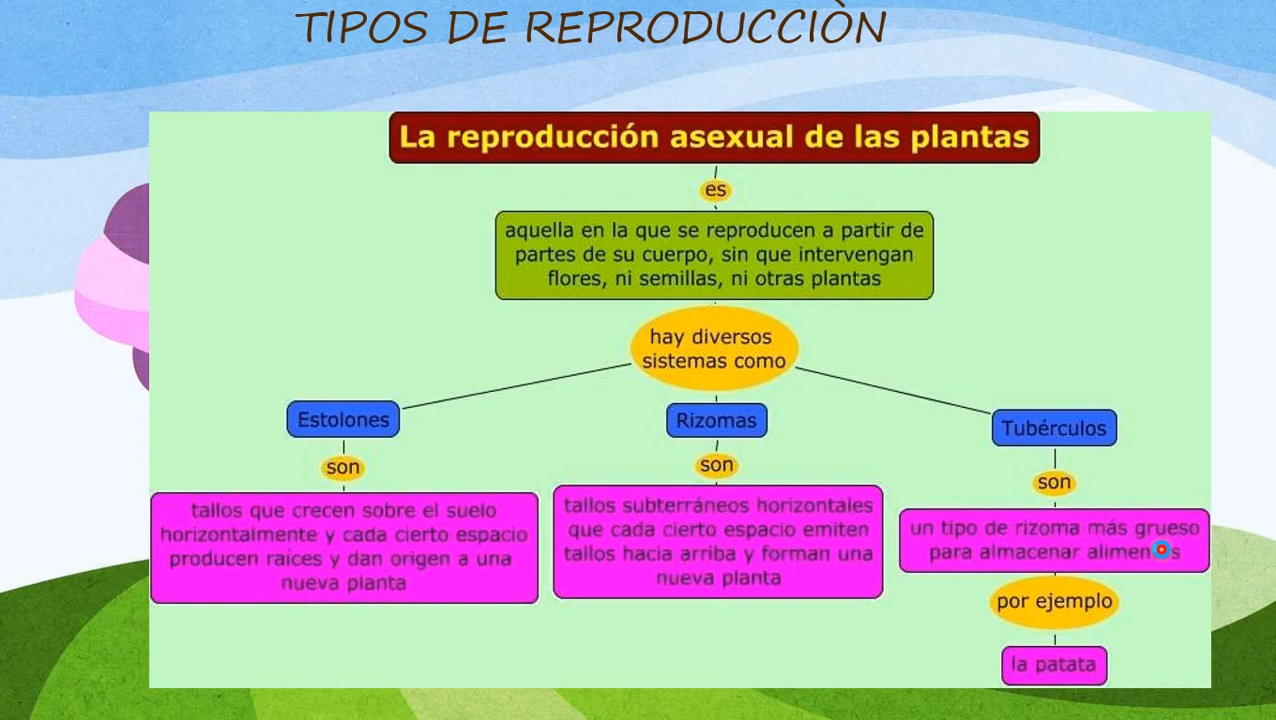 TIPOS DE REPRODUCCIÒN
La reproducción asexual de las plantas
es
aquella en la que se reproducen a partir de
partes de su cuerpo, sin que intervengan
flores, ni semillas, ni otras plantas
hay diversos
sistemas como
Estolones
son
tallos que crecen sobre el suelo
horizontalmente y cada cierto espacio
producen raíces y dan origen a una
nueva planta
Rizomas
son
tallos subterráneos horizontales
que cada cierto espacio emiten
tallos hacia arriba y forman una
nueva planta
Tubérculos
son
un tipo de rizoma más grueso
para almacenar alimentos
por ejemplo
la patata